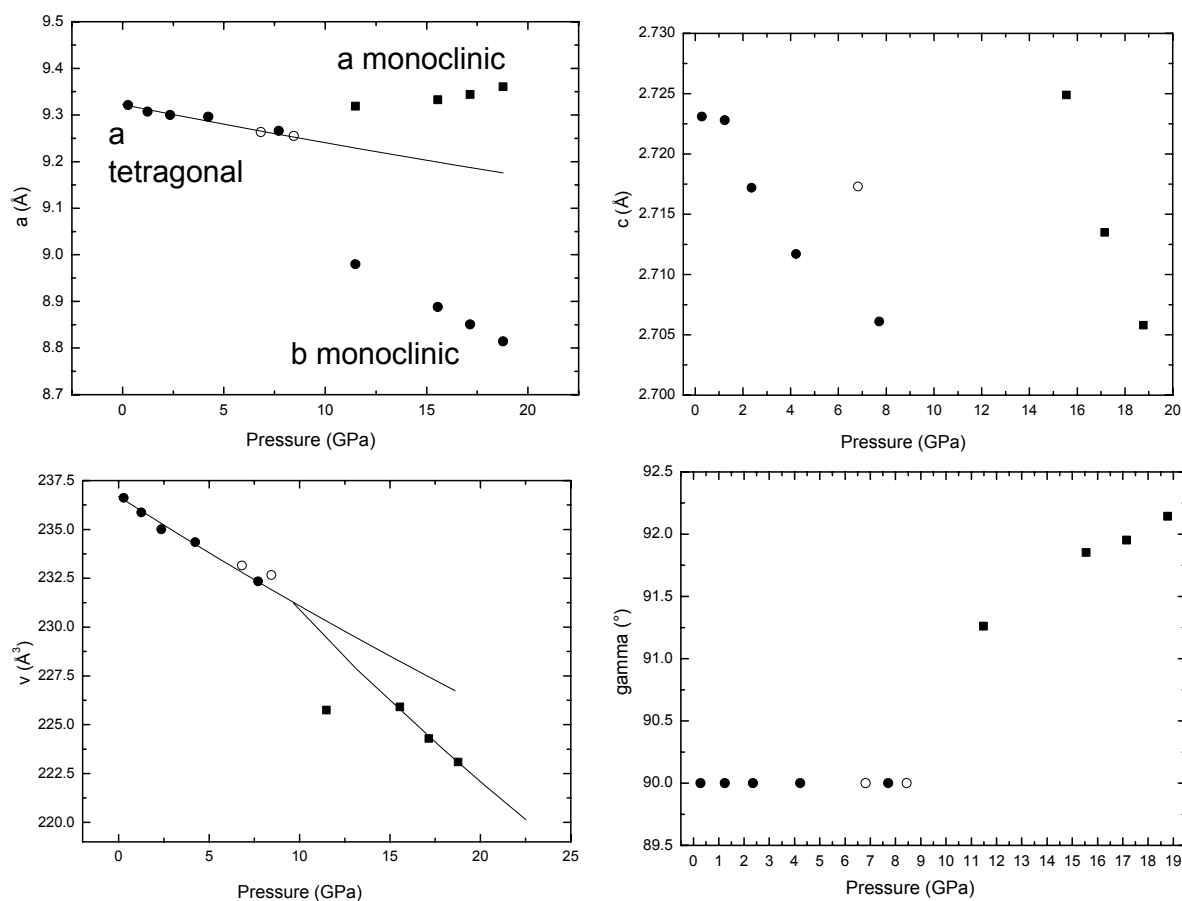 9.5
9.4
9.3
9.2
9.1
9.0
8.9
8.8
8.7
a (Å)
a monoclinic
a
tetragonal
b monoclinic
0 5 10 15 20
Pressure (GPa)
2.730
2.725
2.720
2.715
2.710
2.705
2.700
c (Å)
0 2 4 6 8 10 12 14 16 18 20
Pressure (GPa)
237.5
235.0
232.5
230.0
227.5
225.0
222.5
220.0
v (Å3)
0 5 10 15 20 25
Pressure (GPa)
92.5
92.0
91.5
91.0
90.5
90.0
89.5
gamma (°)
0 1 2 3 4 5 6 7 8 9 10 11 12 13 14 15 16 17 18 19
Pressure (GPa)